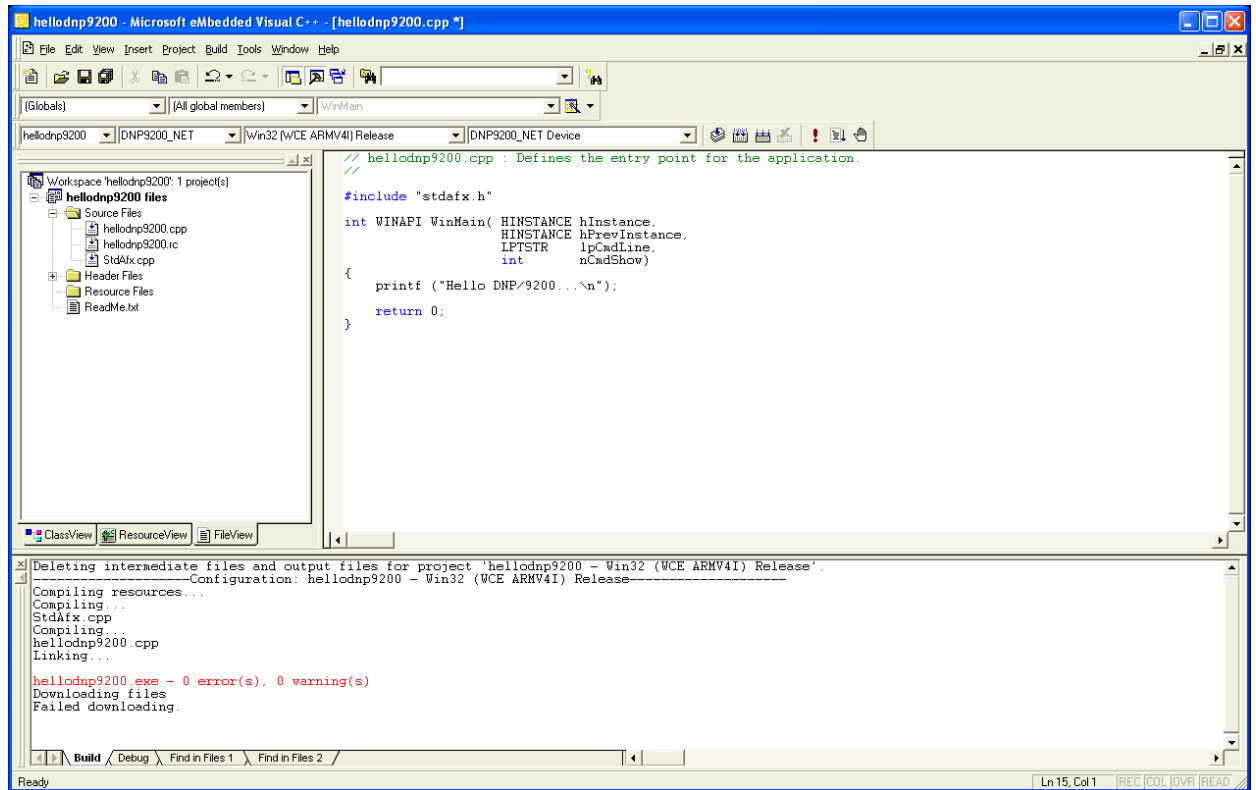 hellodnp9200 - Microsoft eMbedded Visual C++ - [hellodnp9200.cpp *]
File Edit View Insert Project Build Tools Window Help
(Globals) (All global members) WinMain
hellodnp9200 DNP9200_NET Win32 (WCE ARMV4I) Release DNP9200_NET Device
Workspace 'hellodnp9200': 1 project(s)
hellodnp9200 files
Source Files
hellodnp9200.cpp
hellodnp9200.rc
StdAfx.cpp
Header Files
Resource Files
ReadMe.txt
ClassView ResourceView FileView
// hellodnp9200.cpp : Defines the entry point for the application.
//
#include "stdafx.h"
int WINAPI WinMain( HINSTANCE hInstance,
HINSTANCE hPrevInstance,
LPTSTR lpCmdLine,
int nCmdShow)
{
printf ("Hello DNP/9200...\n");
return 0;
}
Deleting intermediate files and output files for project 'hellodnp9200 - Win32 (WCE ARMV4I) Release'.
--------------------Configuration: hellodnp9200 - Win32 (WCE ARMV4I) Release--------------------
Compiling resources...
Compiling...
StdAfx.cpp
Compiling...
hellodnp9200.cpp
Linking...
hellodnp9200.exe - 0 error(s), 0 warning(s)
Downloading files
Failed downloading.
Build Debug Find in Files 1 Find in Files 2
Ready Ln 15, Col 1 REC COL OVR READ